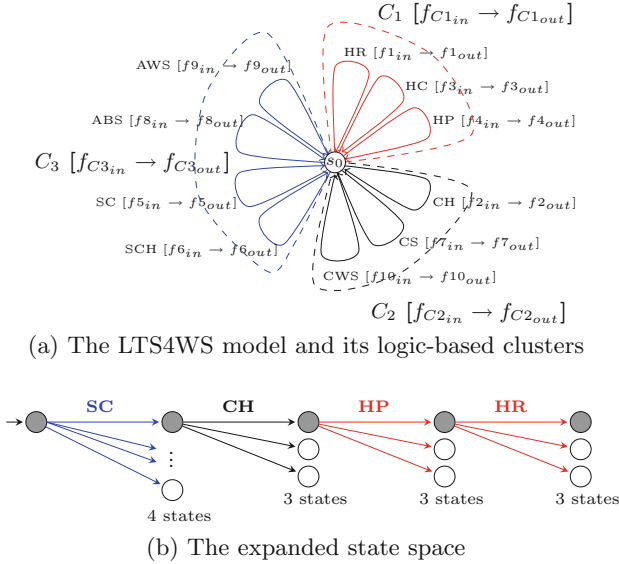 C1 [fC1in → fC1out]
HR [f1in → f1out]
AWS [f9in → f9out]
HC [f3in → f3out]
ABS [f8in → f8out]
HP [f4in → f4out]
C3 [fC3in → fC3out]
s0
SC [f5in → f5out]
CH [f2in → f2out]
SCH [f6in → f6out]
CS [f7in → f7out]
CWS [f10in → f10out]
C2 [fC2in → fC2out]
(a) The LTS4WS model and its logic-based clusters
SC CH HP HR
⋮
3 states 3 states 3 states
4 states
(b) The expanded state space